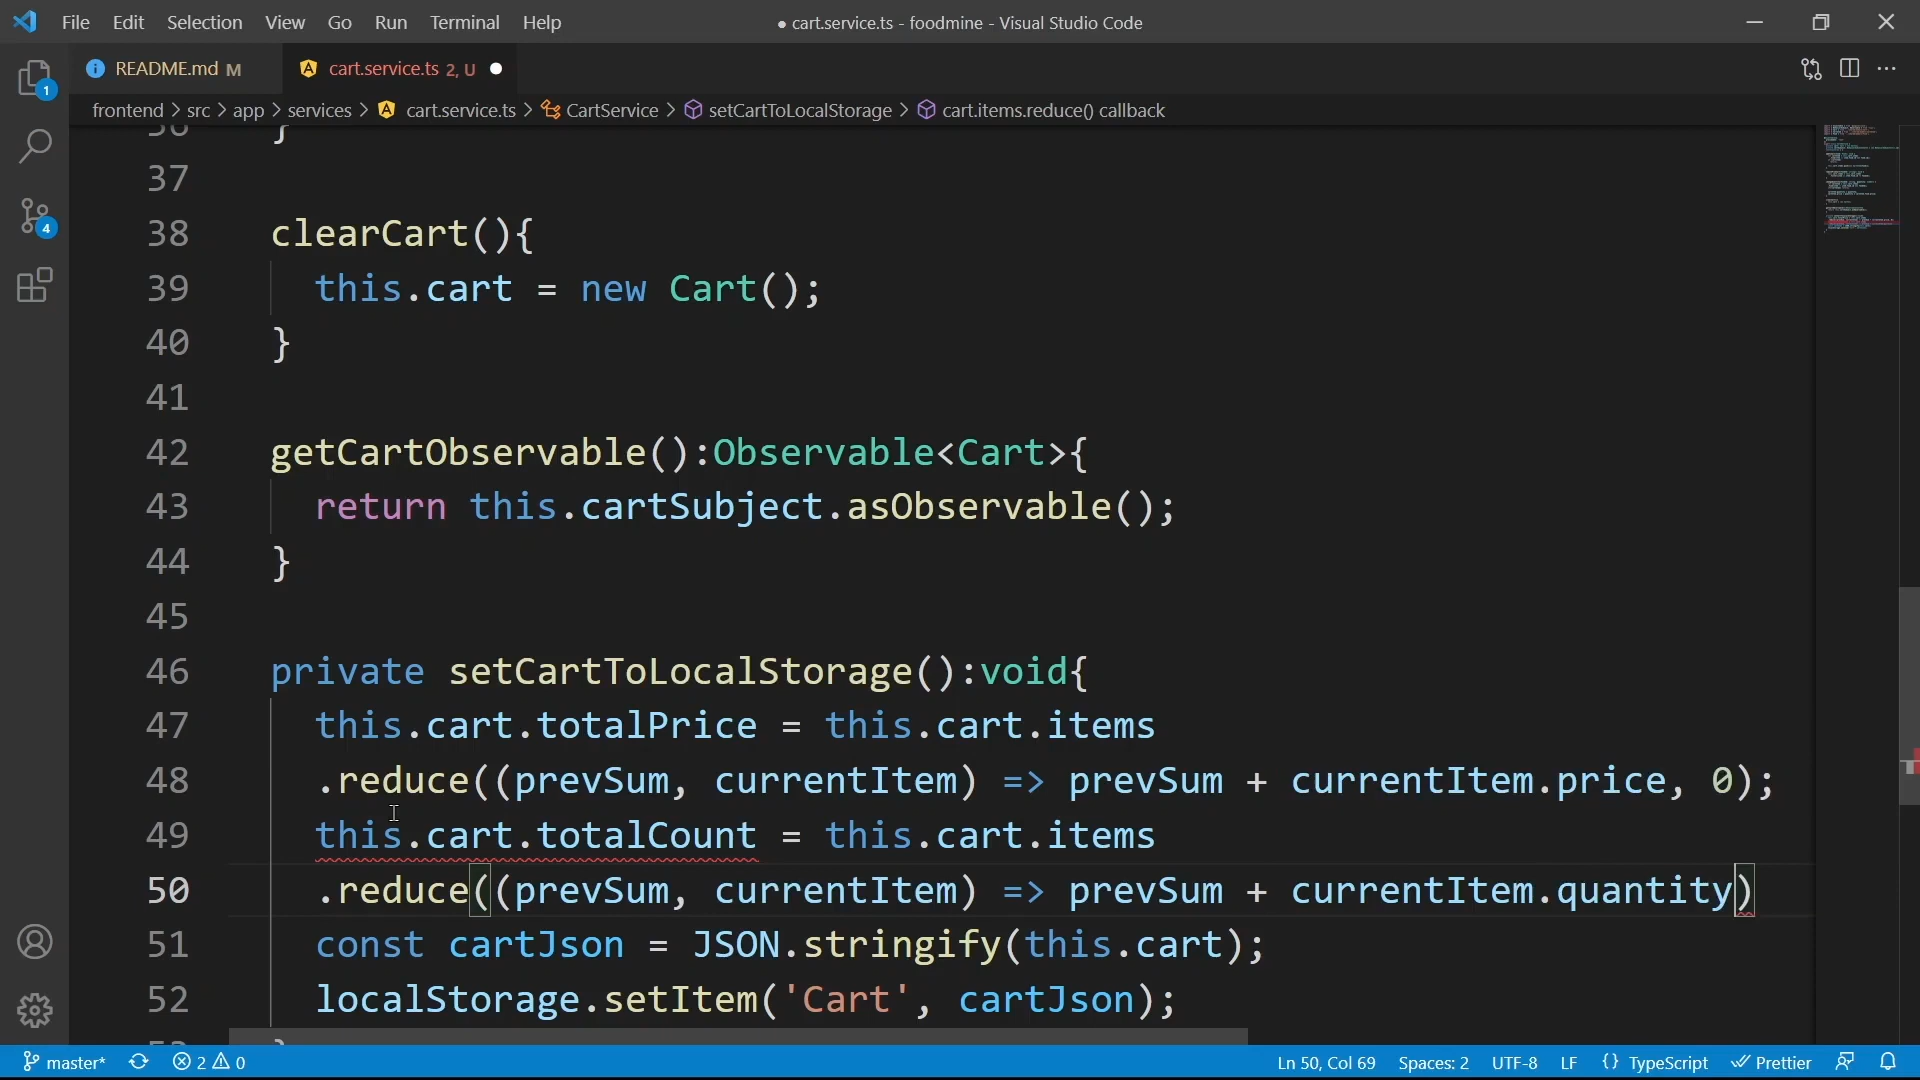 File Edit Selection View Go Run Terminal Help ● cart.service.ts - foodmine - Visual Studio Code
README.md M cart.service.ts 2, U
frontend > src > app > services > cart.service.ts > CartService > setCartToLocalStorage > cart.items.reduce() callback
36 }
37
38 clearCart(){
39 this.cart = new Cart();
40 }
41
42 getCartObservable():Observable<Cart>{
43 return this.cartSubject.asObservable();
44 }
45
46 private setCartToLocalStorage():void{
47 this.cart.totalPrice = this.cart.items
48 .reduce((prevSum, currentItem) => prevSum + currentItem.price, 0);
49 this.cart.totalCount = this.cart.items
50 .reduce((prevSum, currentItem) => prevSum + currentItem.quantity)
51 const cartJson = JSON.stringify(this.cart);
52 localStorage.setItem('Cart', cartJson);
1
4
master* 2 0 Ln 50, Col 69 Spaces: 2 UTF-8 LF {} TypeScript Prettier